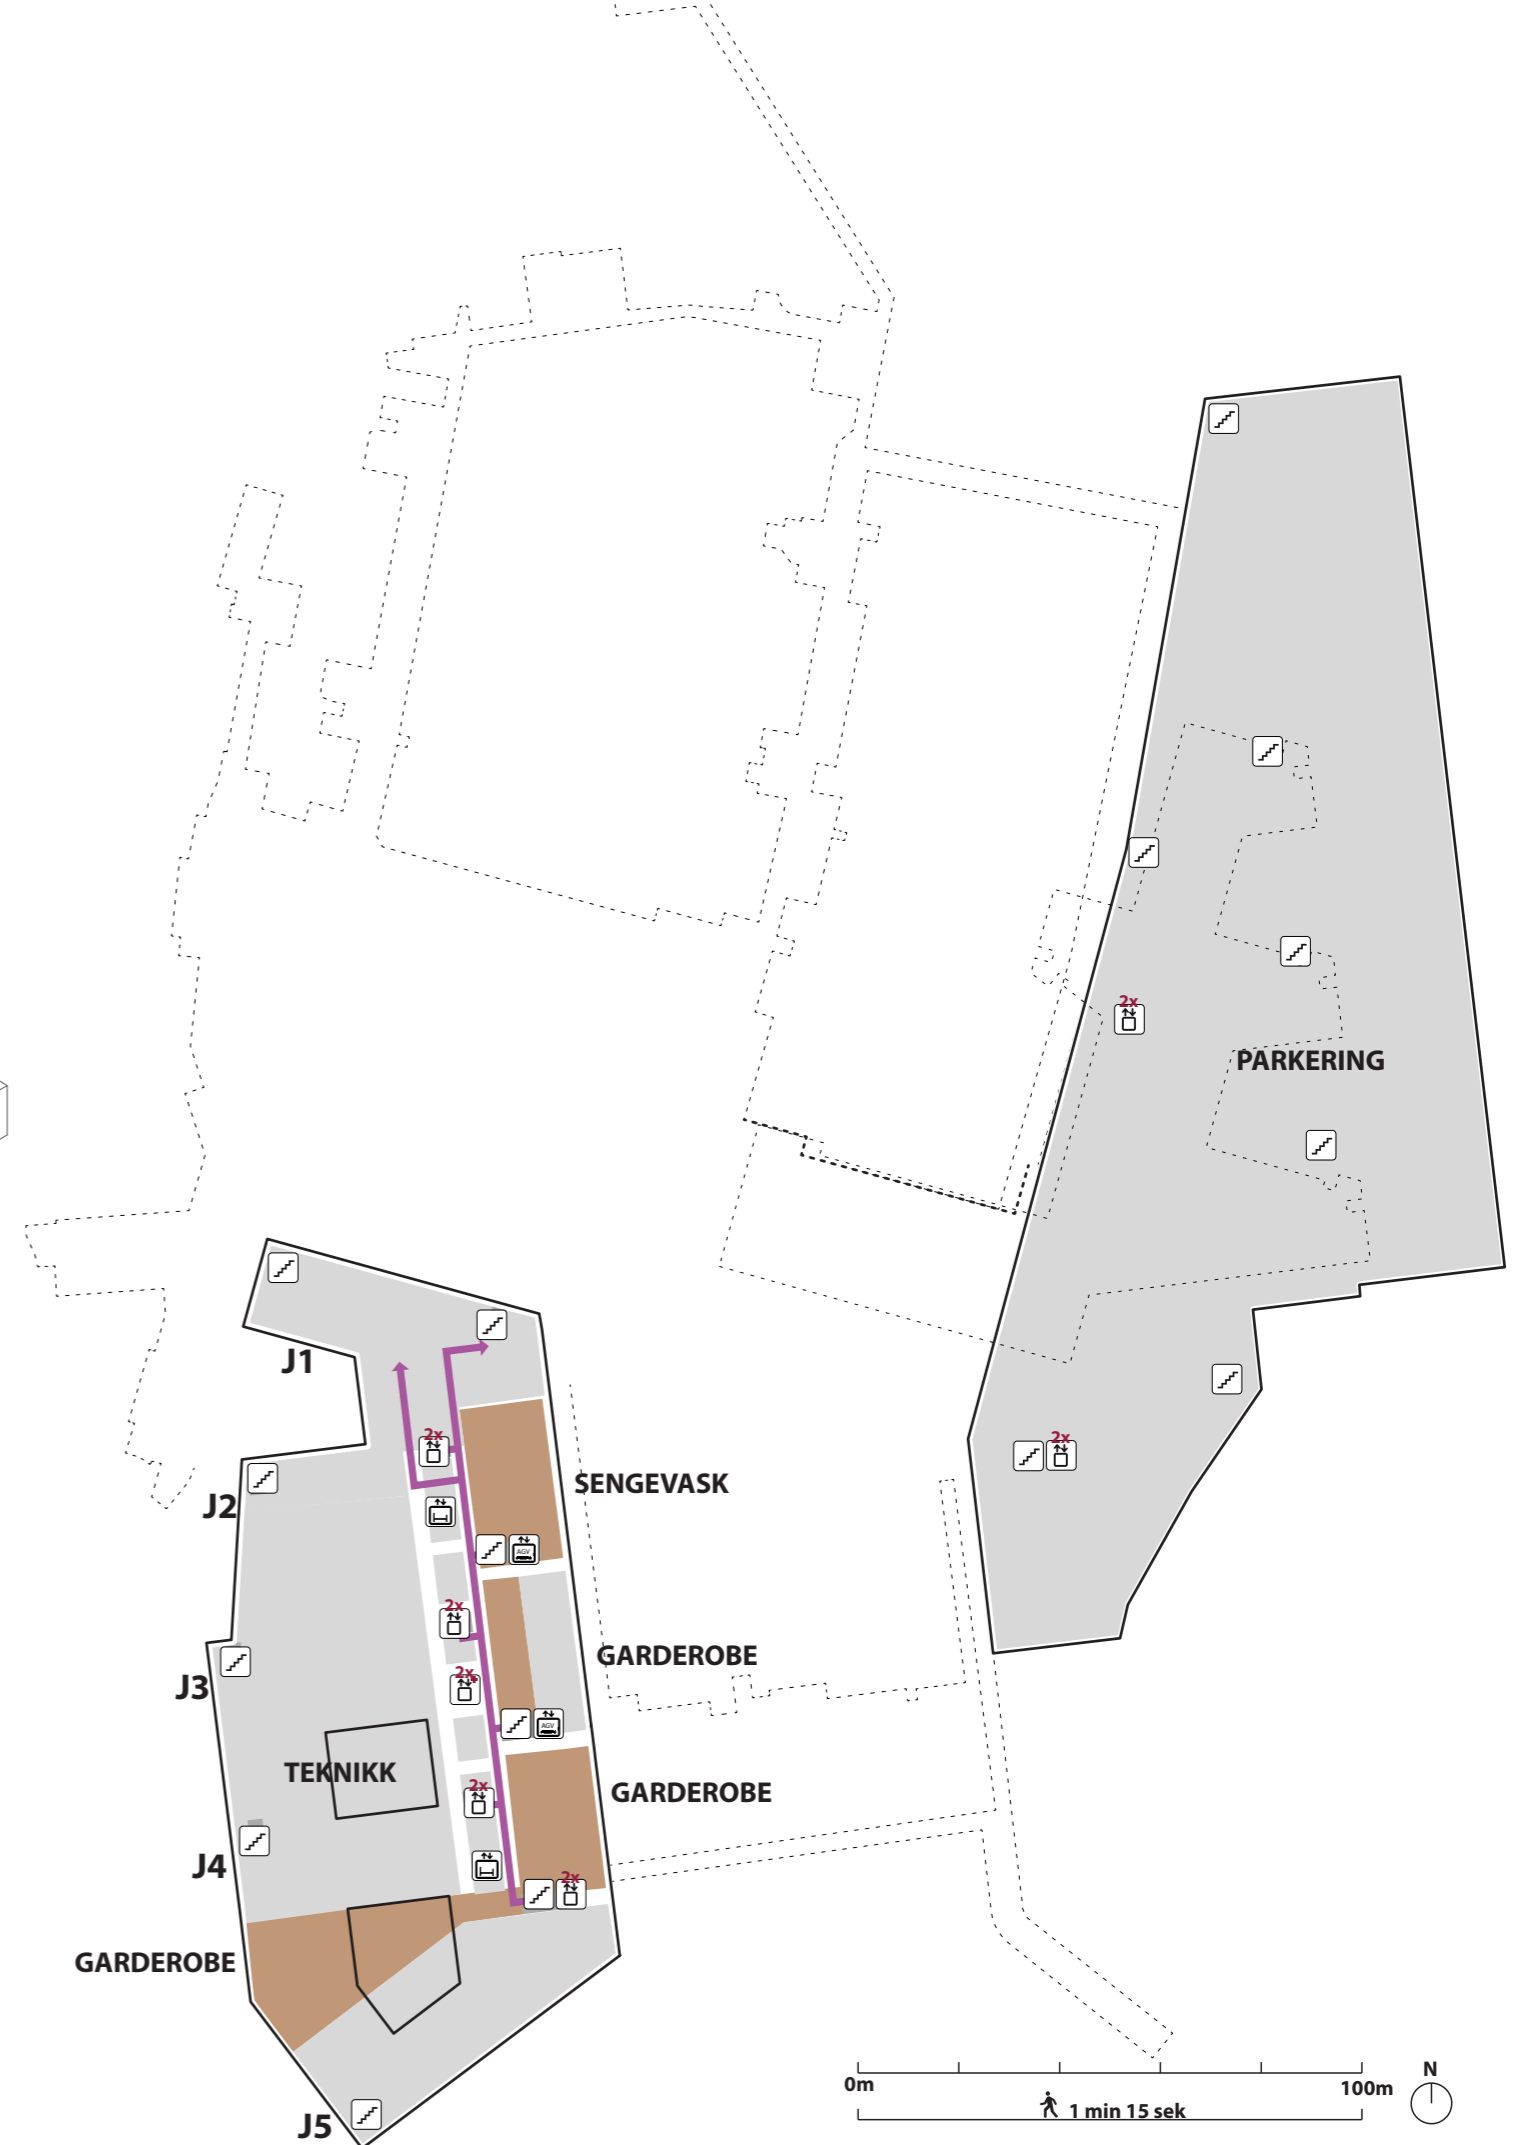 2x
PARKERING
J1
2x
2x
SENGEVASK
J2
AGV
2x
GARDEROBE
2x
J3
AGV
TEKNIKK
2x
GARDEROBE
J4
2x
GARDEROBE
N
0m
100m
1 min 15 sek
J5